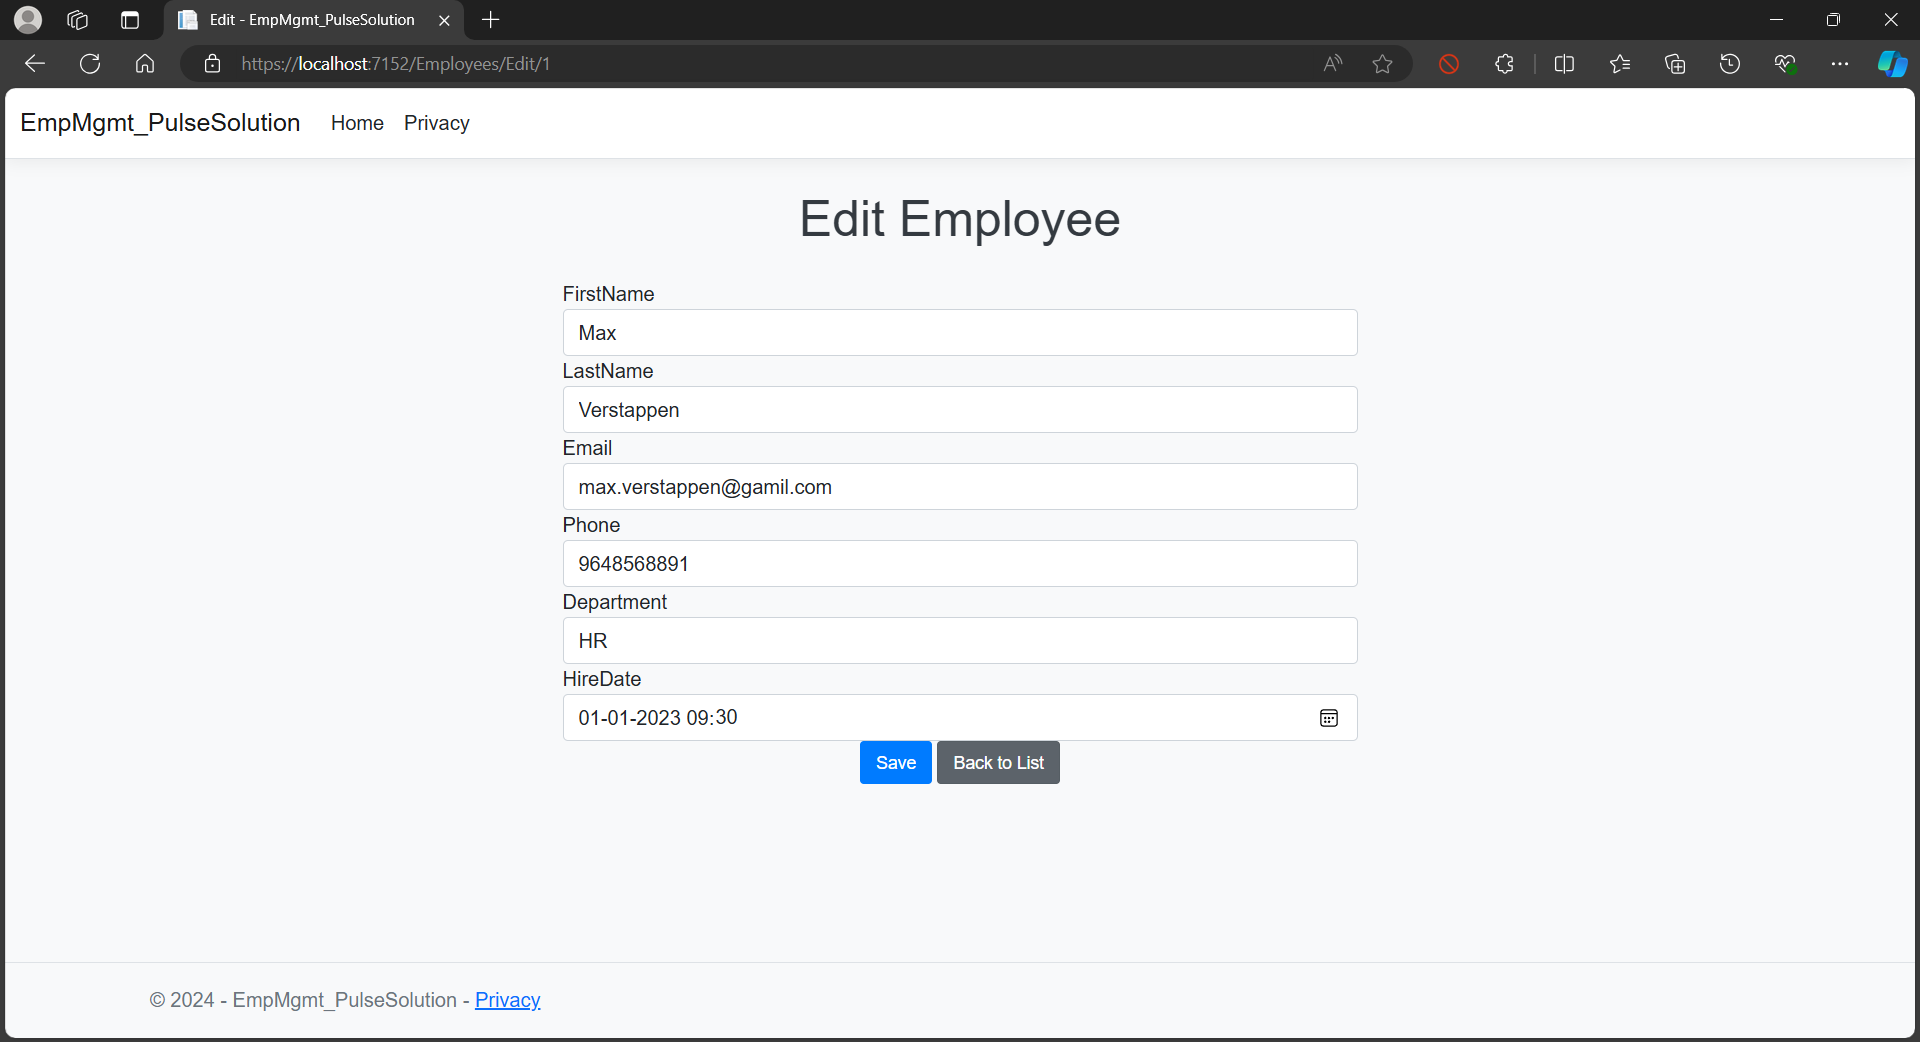 Edit - EmpMgmt_PulseSolution
https://localhost:7152/Employees/Edit/1
EmpMgmt_PulseSolution Home Privacy
Edit Employee
FirstName
Max
LastName
Verstappen
Email
max.verstappen@gamil.com
Phone
9648568891
Department
HR
HireDate
01-01-2023 09:30
Save Back to List
© 2024 - EmpMgmt_PulseSolution - Privacy